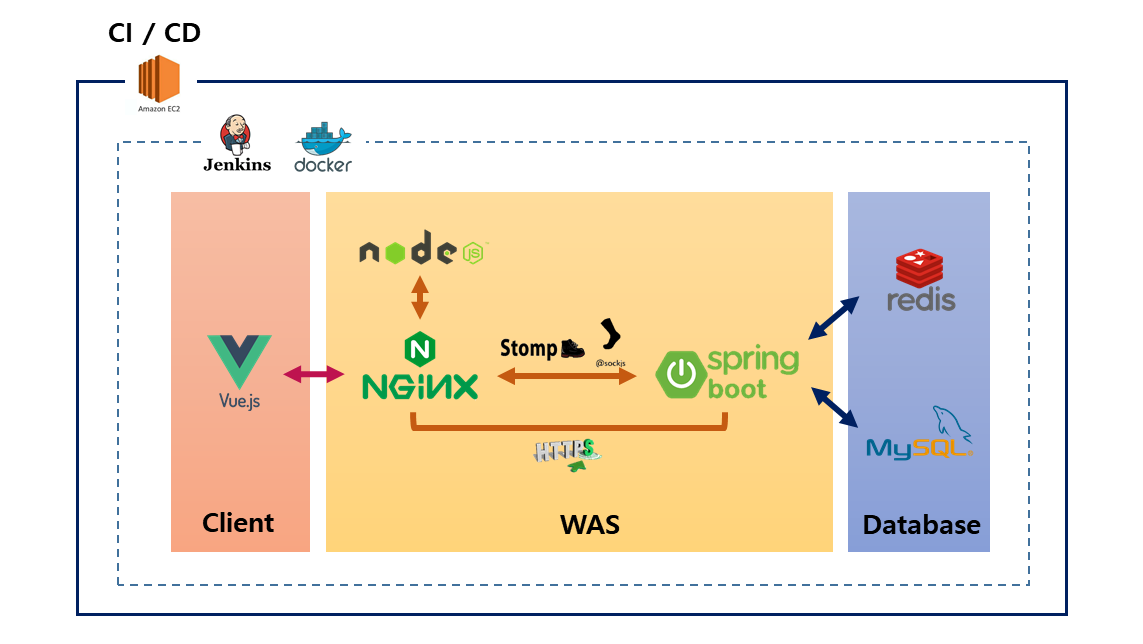 CI / CD
Amazon EC2
Jenkins
docker
node
JS
™
redis
N
Stomp
@sockjs
Vue.js
NGiNX
spring
boot
HTTPS
MySQL
Client
WAS
Database